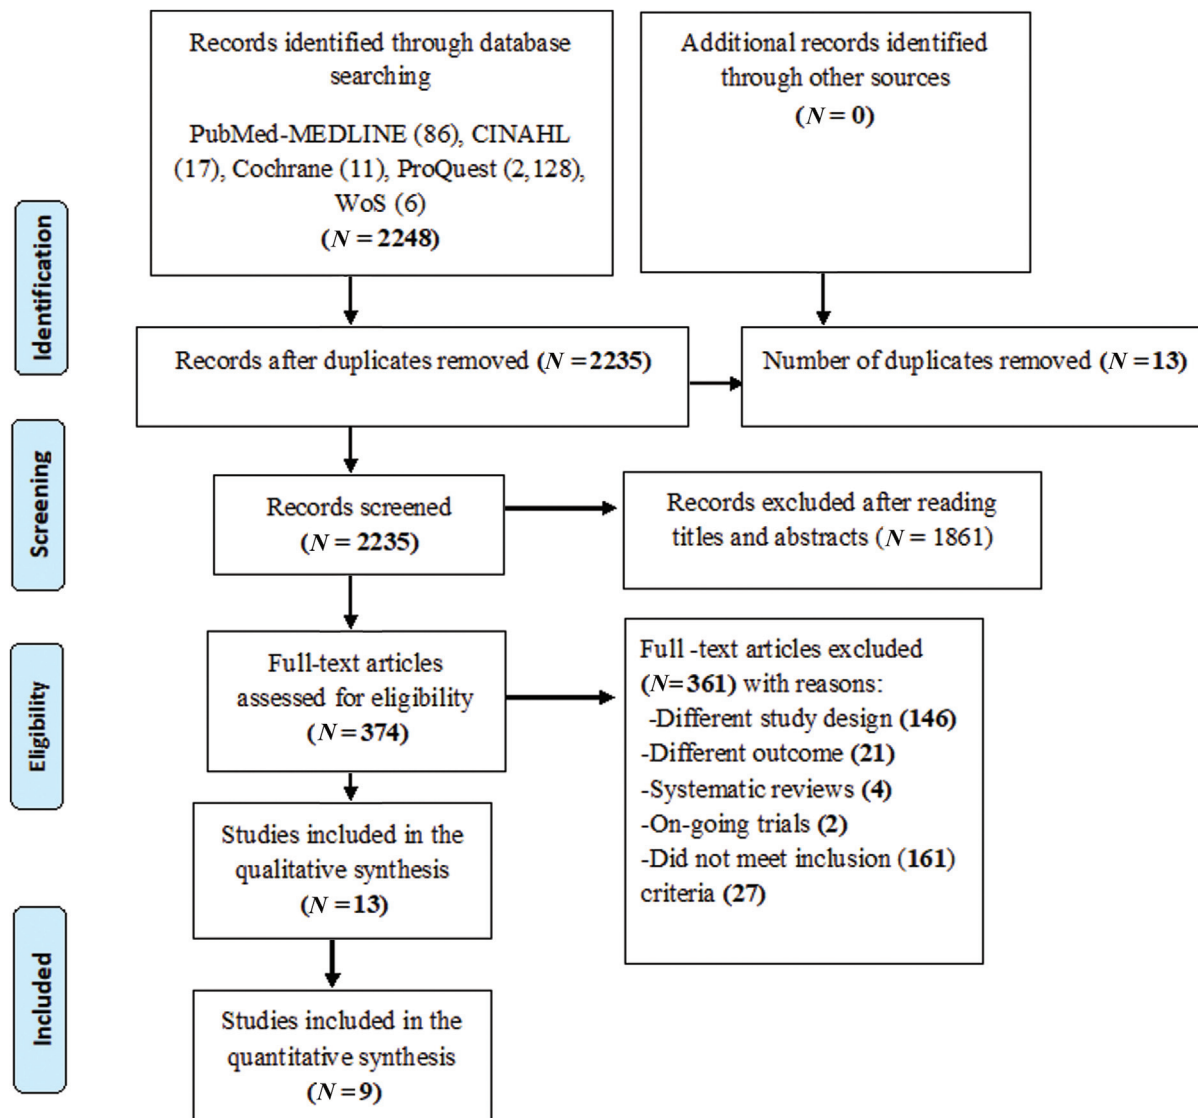 Records identified through database
searching
PubMed-MEDLINE (86), CINAHL
(17), Cochrane (11), ProQuest (2,128),
WoS (6)
(N = 2248)
Additional records identified
through other sources
(N = 0)
Identification
Records after duplicates removed (N = 2235)
Number of duplicates removed (N = 13)
Screening
Records screened
(N = 2235)
Records excluded after reading
titles and abstracts (N = 1861)
Eligibility
Full-text articles
assessed for eligibility
(N = 374)
Full -text articles excluded
(N= 361) with reasons:
-Different study design (146)
-Different outcome (21)
-Systematic reviews (4)
-On-going trials (2)
-Did not meet inclusion (161)
criteria (27)
Studies included in the
qualitative synthesis
(N = 13)
Included
Studies included in the
quantitative synthesis
(N = 9)